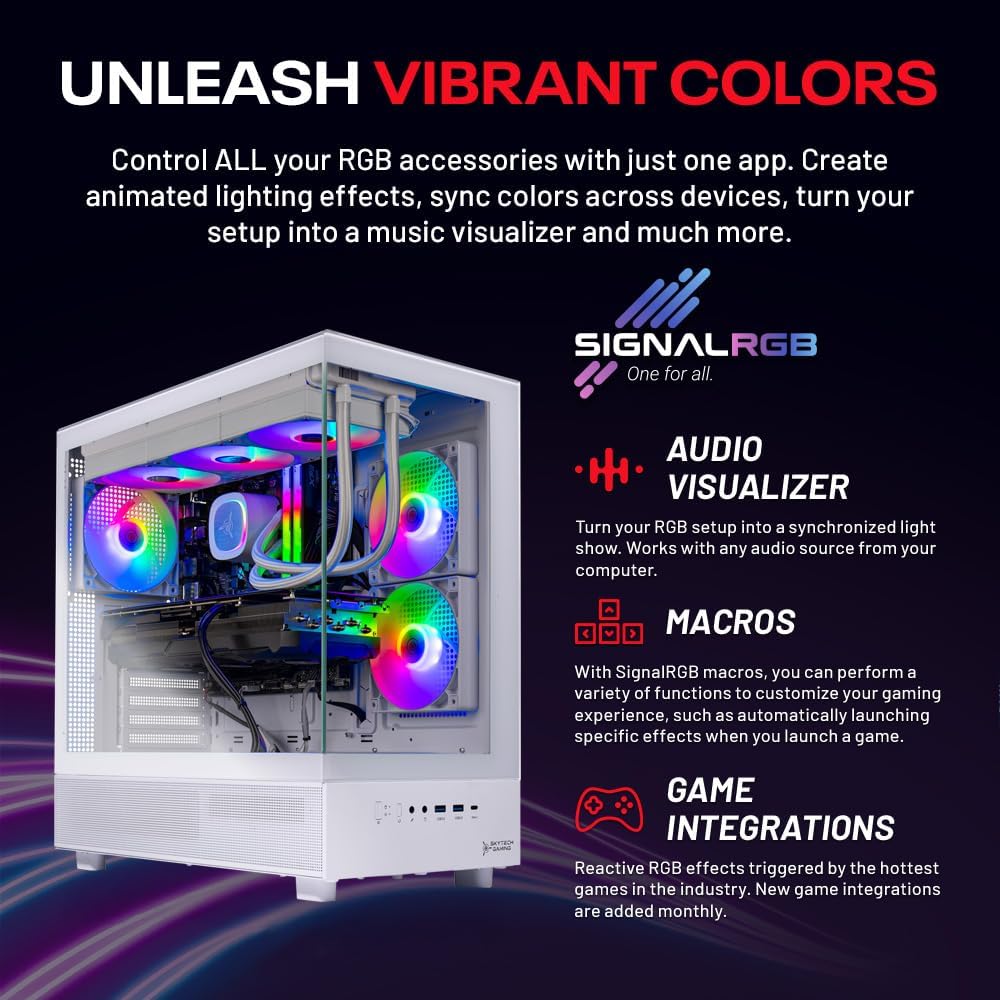 UNLEASH VIBRANT COLORS
Control ALL your RGB accessories with just one app. Create
animated lighting effects, sync colors across devices, turn your
setup into a music visualizer and much more.
SIGNALRGB
One for all.
AUDIO
VISUALIZER
Turn your RGB setup into a synchronized light
show. Works with any audio source from your
computer.
MACROS
With SignalRGB macros, you can perform a
variety of functions to customize your gaming
experience, such as automatically launching
specific effects when you launch a game.
GAME
INTEGRATIONS
Reactive RGB effects triggered by the hottest
games in the industry. New game integrations
are added monthly.
SKYTECH
GAMING